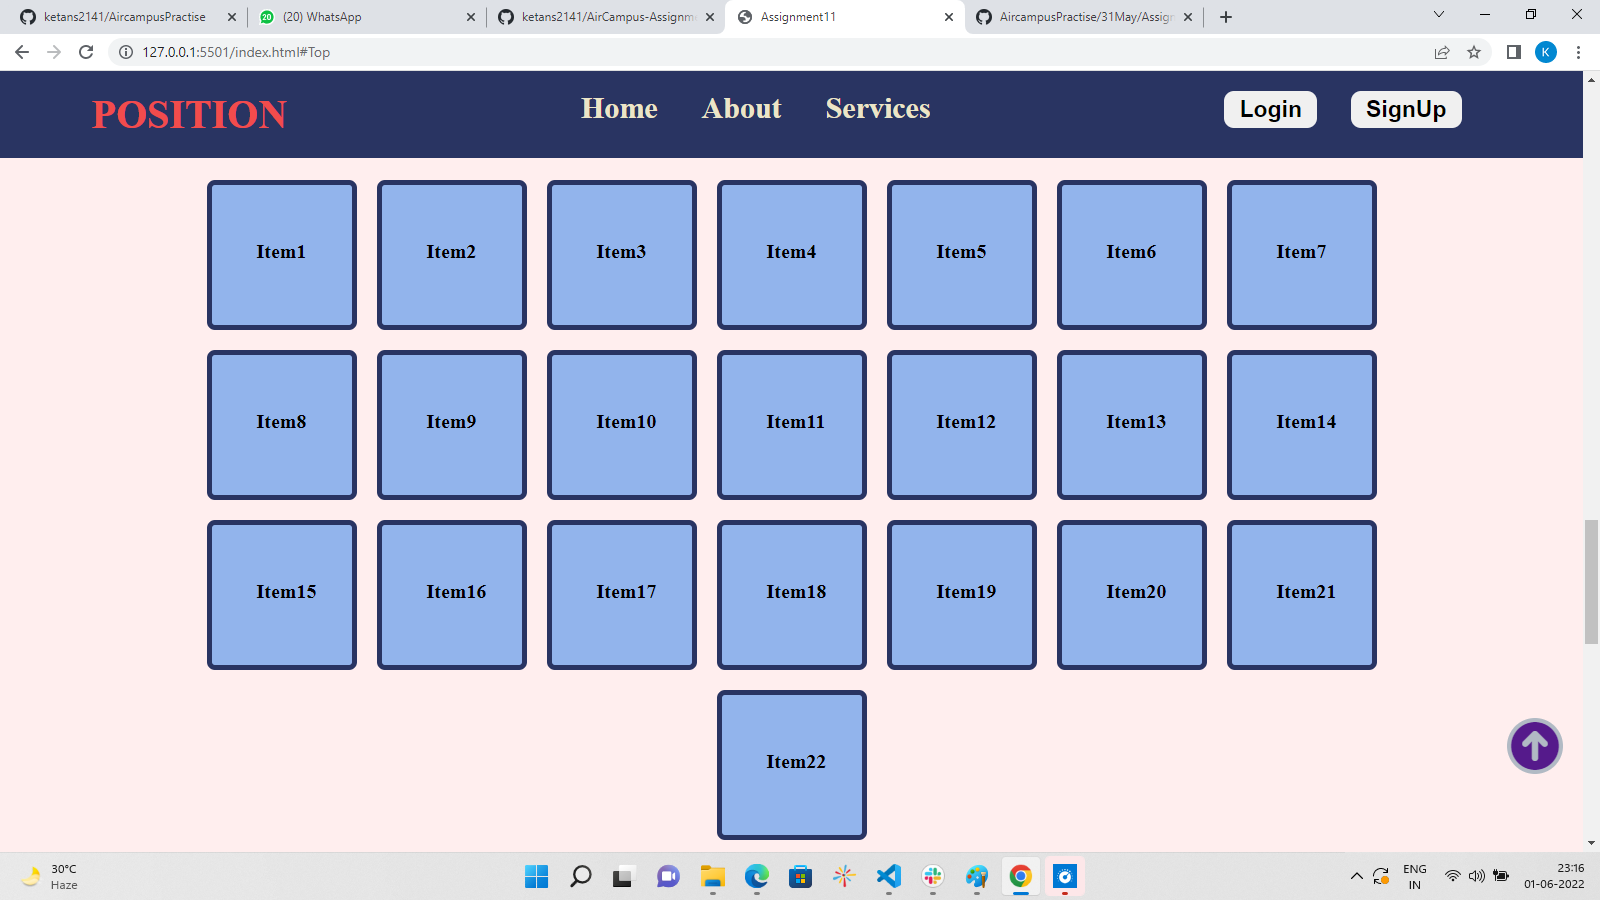 ketans2141/AircampusPractise
(20) WhatsApp
ketans2141/AirCampus-Assignm
Assignment11
AircampusPractise/31May/Assig
127.0.0.1:5501/index.html#Top
K
POSITION
Home About Services
Login SignUp
Item1 Item2 Item3 Item4 Item5 Item6 Item7
Item8 Item9 Item10 Item11 Item12 Item13 Item14
Item15 Item16 Item17 Item18 Item19 Item20 Item21
Item22
30°C
Haze
ENG
IN
23:16
01-06-2022